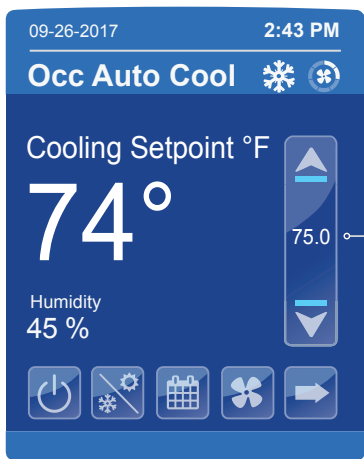 09-26-2017 2:43 PM
Occ Auto Cool
Cooling Setpoint °F
74°
75.0
Humidity
45 %